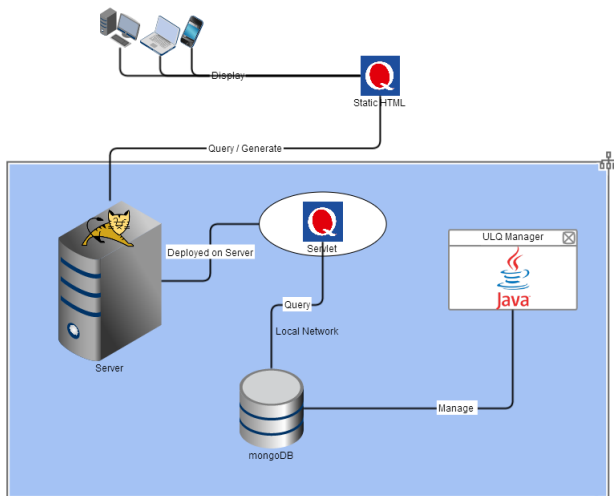 Display
Q
Static HTML
Query / Generate
Q
Servlet
ULQ Manager
Java
Deployed on Server
Query
Local Network
Server
Manage
mongoDB